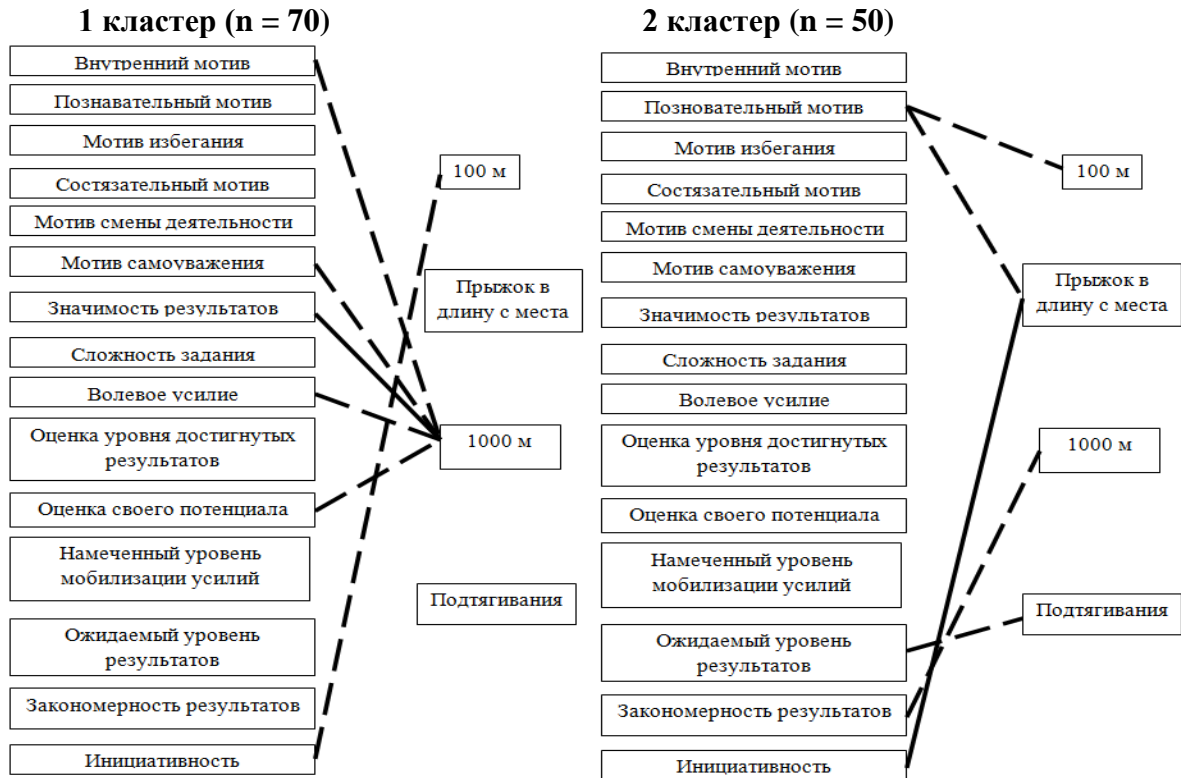 1 кластер (n = 70)
Внутренний мотив
Познавательный мотив
Мотив избегания
Состязательный мотив
Мотив смены деятельности
Мотив самоуважения
Значимость результатов
Сложность задания
Волевое усилие
Оценка уровня достигнутых
результатов
Оценка своего потенциала
Намеченный уровень
мобилизации усилий
Ожидаемый уровень
результатов
Закономерность результатов
Инициативность
100 м
Прыжок в
длину с места
1000 м
Подтягивания
2 кластер (n = 50)
Внутренний мотив
Позновательный мотив
Мотив избегания
Состязательный мотив
Мотив смены деятельности
Мотив самоуважения
Значимость результатов
Сложность задания
Волевое усилие
Оценка уровня достигнутых
результатов
Оценка своего потенциала
Намеченный уровень
мобилизации усилий
Ожидаемый уровень
результатов
Закономерность результатов
Инициативность
100 м
Прыжок в
длину с места
1000 м
Подтягивания